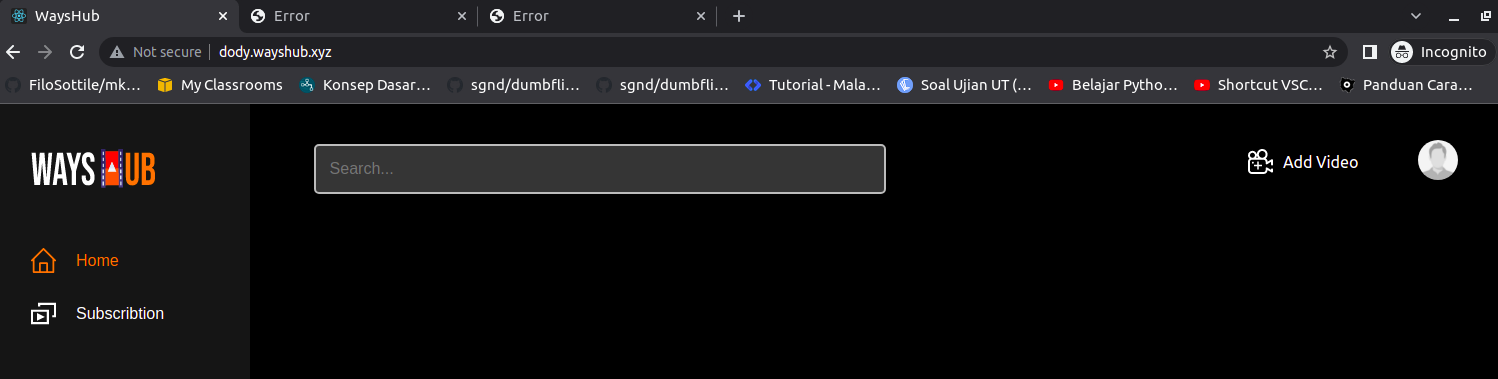 WaysHub Error Error
Not secure dody.wayshub.xyz Incognito
FiloSottile/mk... My Classrooms Konsep Dasar... sgnd/dumbfli... sgnd/dumbfli... Tutorial - Mala... Soal Ujian UT (... Belajar Pytho... Shortcut VSC... Panduan Cara...
WAYS UB
Search... Add Video
Home
Subscribtion